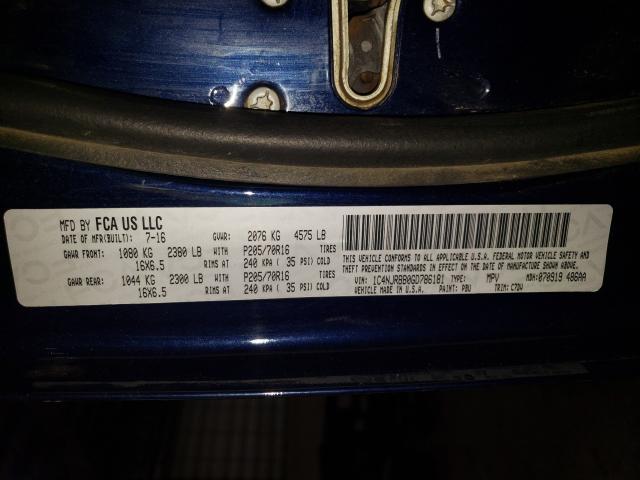 MFD BY FCA US LLC
DATE OF MFR(BUILT): 7-16 GVWR: 2076 KG 4575 LB
GAWR FRONT: 1080 KG 2380 LB WITH P205/70R16 TIRES
16X6.5 RIMS AT 240 KPA ( 35 PSI) COLD
GAWR REAR: 1044 KG 2300 LB WITH P205/70R16 TIRES
16X6.5 RIMS AT 240 KPA ( 35 PSI) COLD
THIS VEHICLE CONFORMS TO ALL APPLICABLE U.S.A. FEDERAL MOTOR VEHICLE SAFETY AND
THEFT PREVENTION STANDARDS IN EFFECT ON THE DATE OF MANUFACTURE SHOWN ABOVE.
VIN: 1C4NJRBB0GD786181 TYPE: MPV MDH:070919 486AA
MADE IN U.S.A. PAINT: PBU TRIM: C7DV